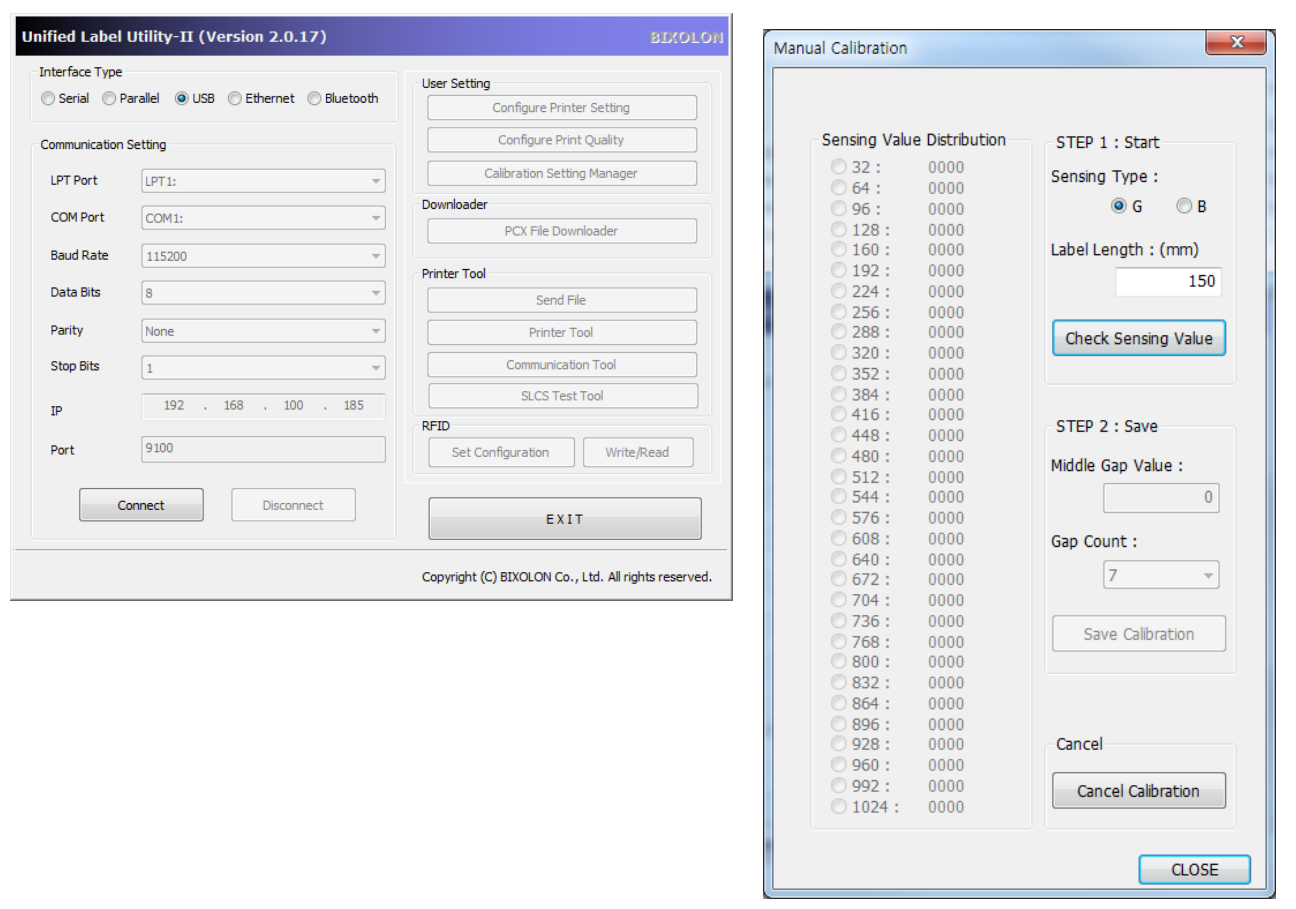 Unified Label Utility-II (Version 2.0.17)
BIXOLON
Interface Type
Serial Parallel USB Ethernet Bluetooth
Communication Setting
LPT Port LPT1:
COM Port COM1:
Baud Rate 115200
Data Bits 8
Parity None
Stop Bits 1
IP 192 . 168 . 100 . 185
Port 9100
Connect Disconnect
User Setting
Configure Printer Setting
Configure Print Quality
Calibration Setting Manager
Downloader
PCX File Downloader
Printer Tool
Send File
Printer Tool
Communication Tool
SLCS Test Tool
RFID
Set Configuration Write/Read
EXIT
Copyright (C) BIXOLON Co., Ltd. All rights reserved.
Manual Calibration
Sensing Value Distribution
32 : 0000
64 : 0000
96 : 0000
128 : 0000
160 : 0000
192 : 0000
224 : 0000
256 : 0000
288 : 0000
320 : 0000
352 : 0000
384 : 0000
416 : 0000
448 : 0000
480 : 0000
512 : 0000
544 : 0000
576 : 0000
608 : 0000
640 : 0000
672 : 0000
704 : 0000
736 : 0000
768 : 0000
800 : 0000
832 : 0000
864 : 0000
896 : 0000
928 : 0000
960 : 0000
992 : 0000
1024 : 0000
STEP 1 : Start
Sensing Type :
G B
Label Length : (mm)
150
Check Sensing Value
STEP 2 : Save
Middle Gap Value :
0
Gap Count :
7
Save Calibration
Cancel
Cancel Calibration
CLOSE